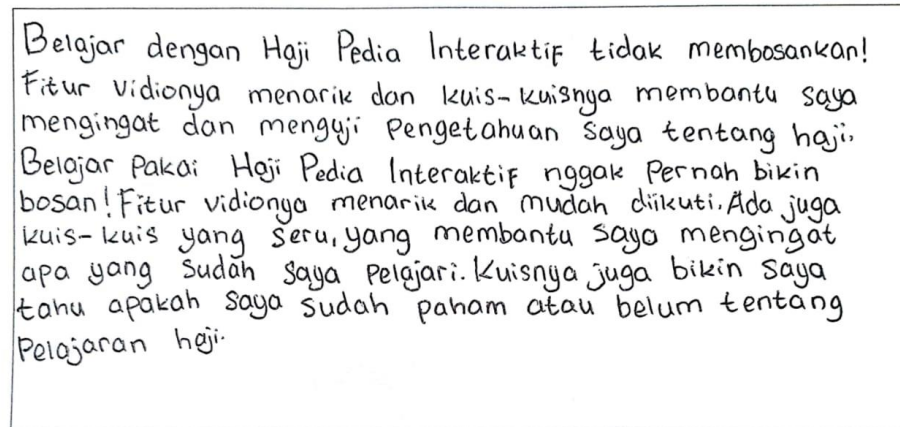 Belajar dengan Haji Pedia Interaktif tidak membosankan!
Fitur vidionya menarik dan kuis-kuisnya membantu saya
mengingat dan menguji Pengetahuan Saya tentang haji.
Belajar Pakai Haji Pedia Interaktif nggak Pernah bikin
bosan! Fitur vidionya menarik dan mudah diikuti. Ada juga
kuis-kuis yang seru, yang membantu saya mengingat
apa yang sudah saya Pelajari. Kuisnya juga bikin saya
tahu apakah saya sudah paham atau belum tentang
Pelajaran haji.